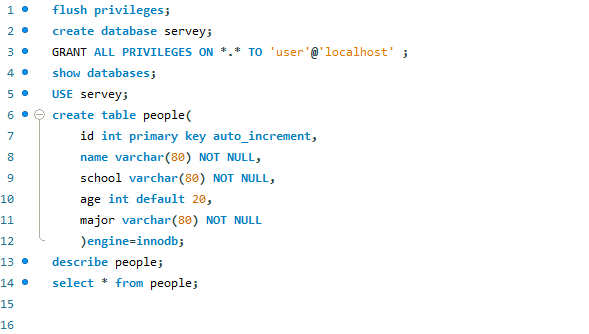 1 flush privileges;
2 create database servey;
3 GRANT ALL PRIVILEGES ON *.* TO 'user'@'localhost' ;
4 show databases;
5 USE servey;
6 create table people(
7 id int primary key auto_increment,
8 name varchar(80) NOT NULL,
9 school varchar(80) NOT NULL,
10 age int default 20,
11 major varchar(80) NOT NULL
12 )engine=innodb;
13 describe people;
14 select * from people;
15
16